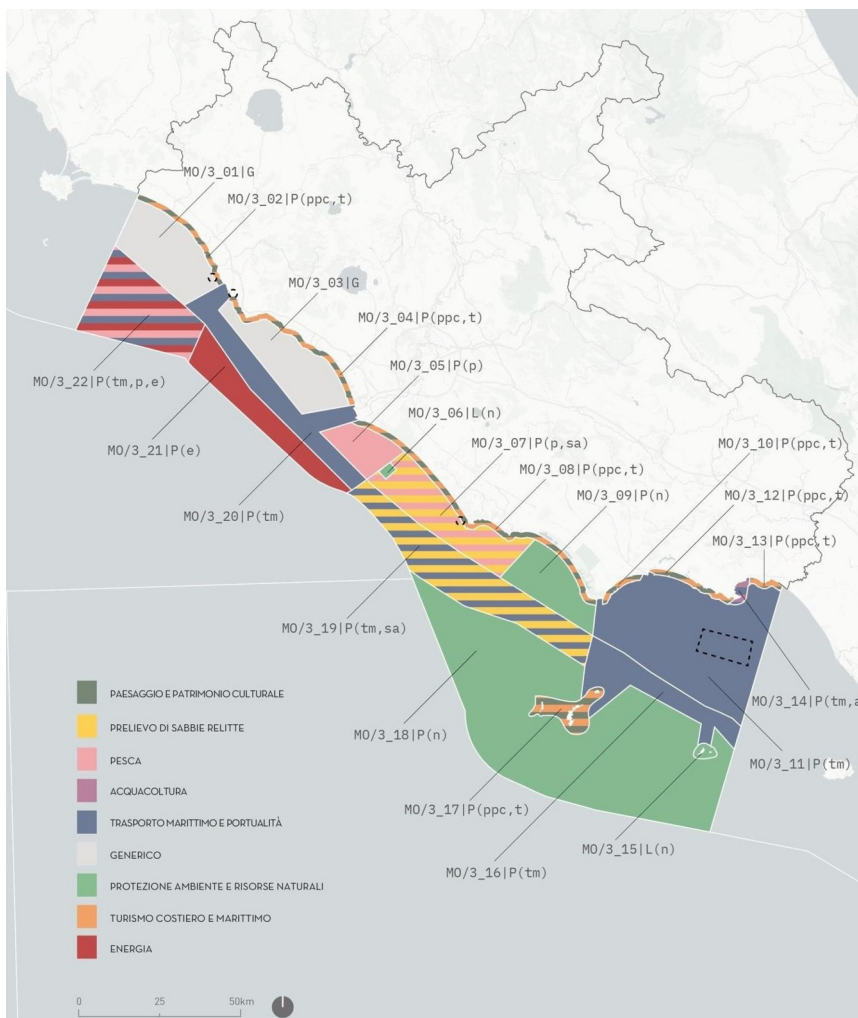 MO/3_01|G
MO/3_02|P(ppc,t)
MO/3_03|G
MO/3_04|P(ppc,t)
MO/3_05|P(p)
MO/3_06|L(n)
MO/3_07|P(p,sa)
MO/3_08|P(ppc,t)
MO/3_09|P(n)
MO/3_10|P(ppc,t)
MO/3_12|P(ppc,t)
MO/3_13|P(ppc,t)
MO/3_22|P(tm,p,e)
MO/3_21|P(e)
MO/3_20|P(tm)
MO/3_19|P(tm,sa)
MO/3_14|P(tm,a
MO/3_18|P(n)
MO/3_11|P(tm)
MO/3_17|P(ppc,t)
MO/3_15|L(n)
MO/3_16|P(tm)
PAESAGGIO E PATRIMONIO CULTURALE
PRELIEVO DI SABBIE RELITTE
PESCA
ACQUACOLTURA
TRASPORTO MARITTIMO E PORTUALITÀ
GENERICO
PROTEZIONE AMBIENTE E RISORSE NATURALI
TURISMO COSTIERO E MARITTIMO
ENERGIA
0 25 50km